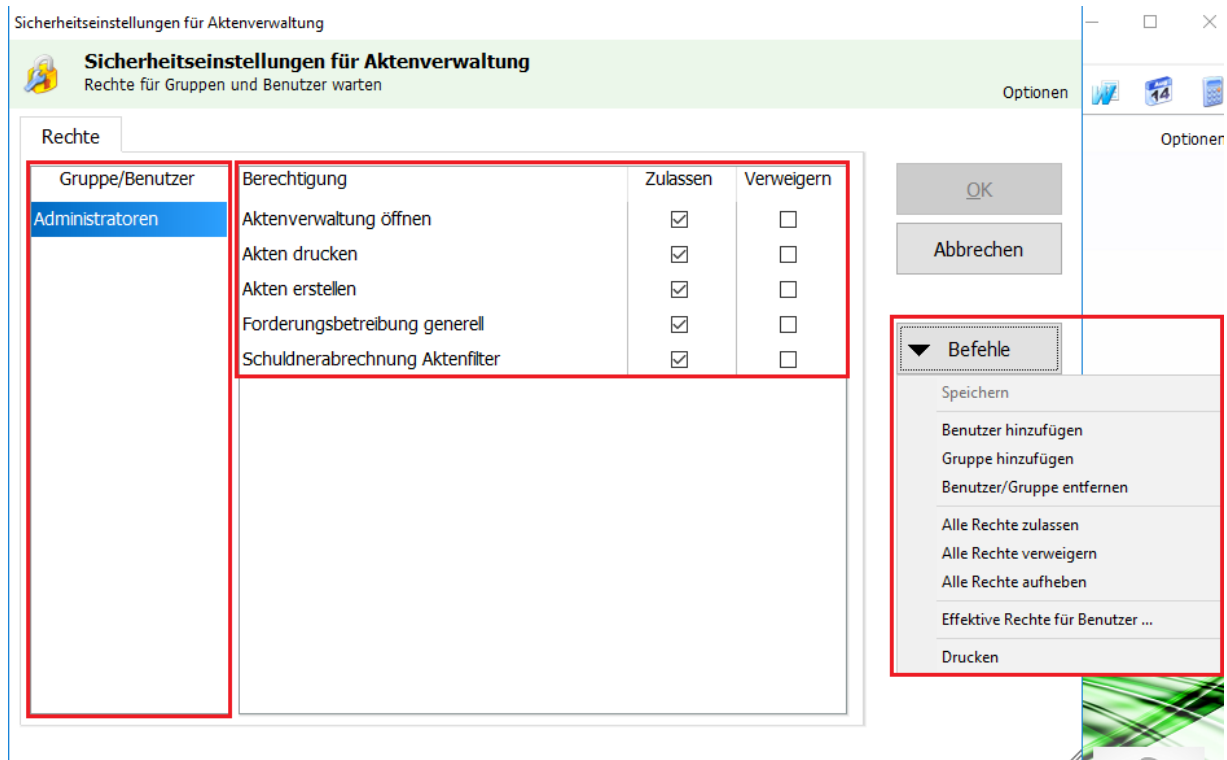 Sicherheitseinstellungen für Aktenverwaltung
Sicherheitseinstellungen für Aktenverwaltung
Rechte für Gruppen und Benutzer warten
Optionen
14
Optionen
Rechte
Gruppe/Benutzer Berechtigung Zulassen Verweigern
Administratoren Aktenverwaltung öffnen
Akten drucken
Akten erstellen
Forderungsbetreibung generell
Schuldnerabrechnung Aktenfilter
OK
Abbrechen
Befehle
Speichern
Benutzer hinzufügen
Gruppe hinzufügen
Benutzer/Gruppe entfernen
Alle Rechte zulassen
Alle Rechte verweigern
Alle Rechte aufheben
Effektive Rechte für Benutzer ...
Drucken